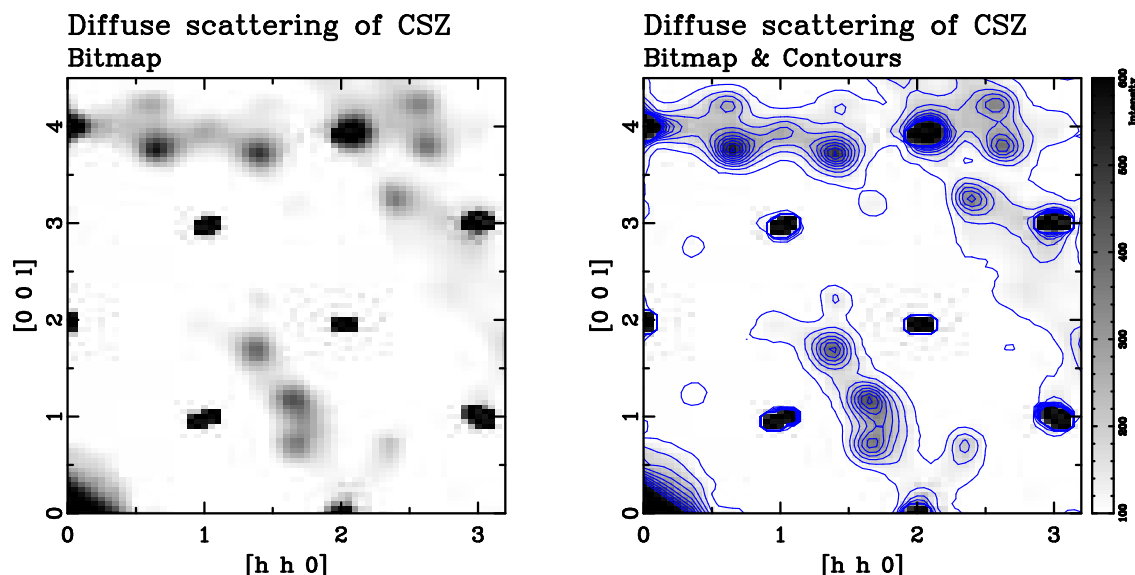 Diffuse scattering of CSZ
Bitmap
4
3
2
1
0
[0 0 l]
0 1 2 3
[h h 0]
Diffuse scattering of CSZ
Bitmap & Contours
4
3
2
1
0
[0 0 l]
0 1 2 3
[h h 0]
600
500
400
300
200
100
Intensity